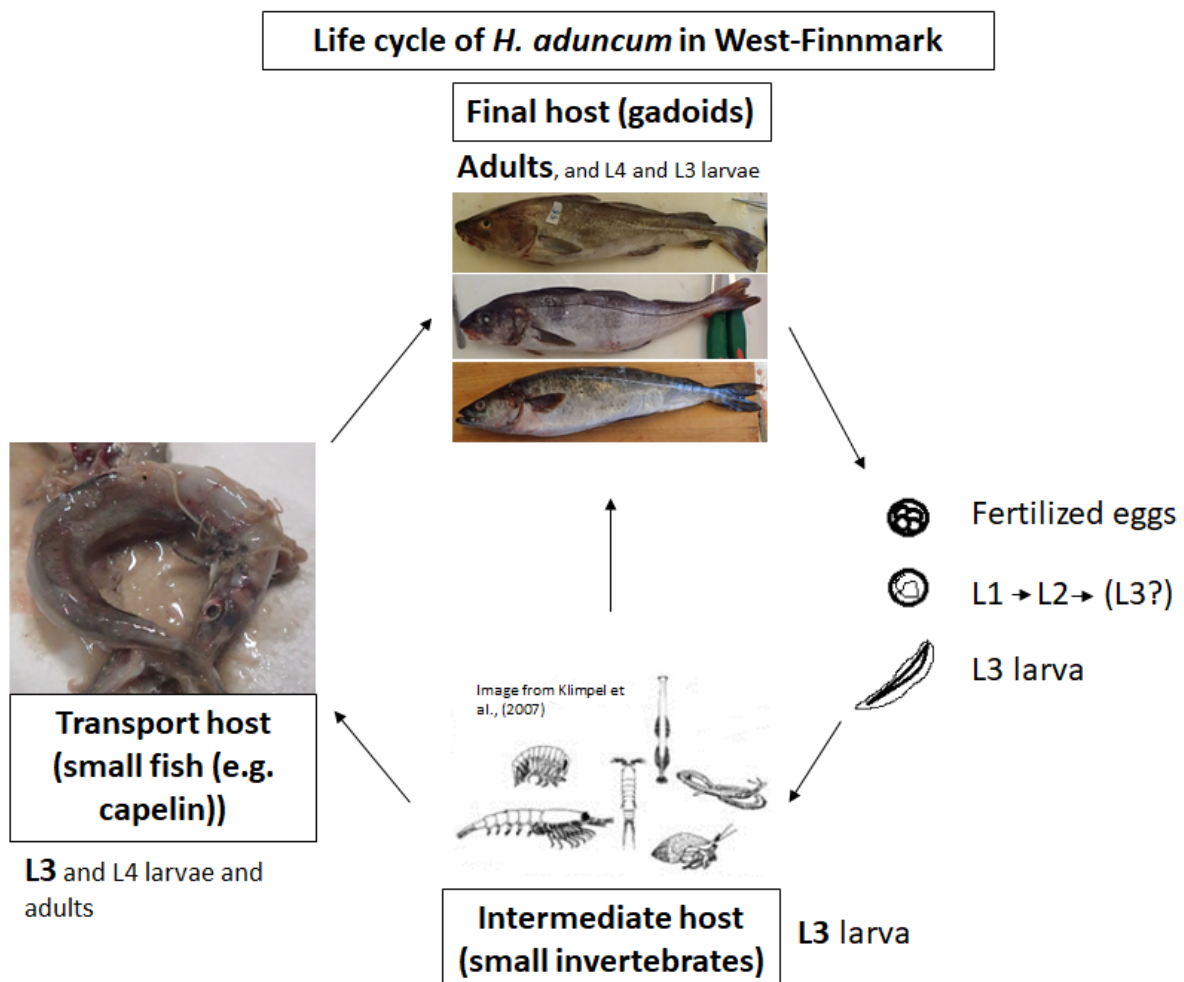 Life cycle of H. aduncum in West-Finnmark
Final host (gadoids)
Adults, and L4 and L3 larvae
Fertilized eggs
L1 → L2 → (L3?)
L3 larva
Image from Klimpel et
al., (2007)
Transport host
(small fish (e.g.
capelin))
L3 and L4 larvae and
adults
Intermediate host
(small invertebrates)
L3 larva